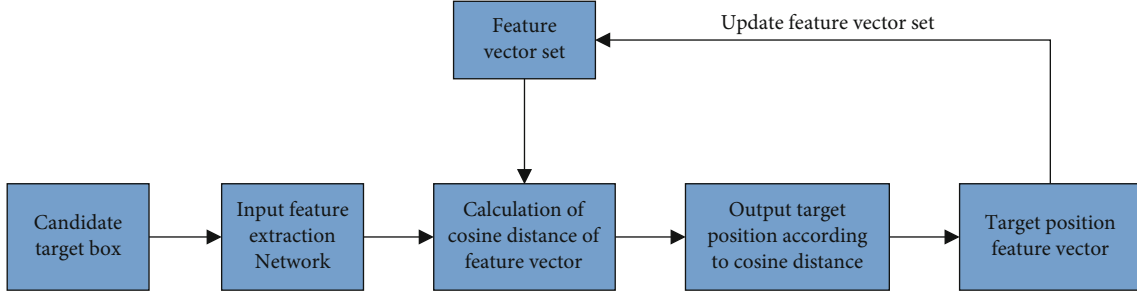 Feature
vector set
Update feature vector set
Candidate
target box
Input feature
extraction
Network
Calculation of
cosine distance of
feature vector
Output target
position according
to cosine distance
Target position
feature vector